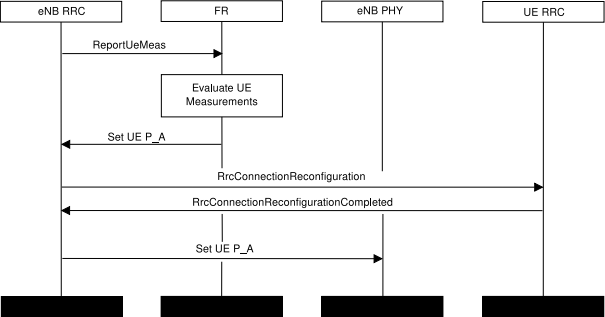 eNB RRC
FR
eNB PHY
UE RRC
ReportUeMeas
Evaluate UE
Measurements
Set UE P_A
RrcConnectionReconfiguration
RrcConnectionReconfigurationCompleted
Set UE P_A